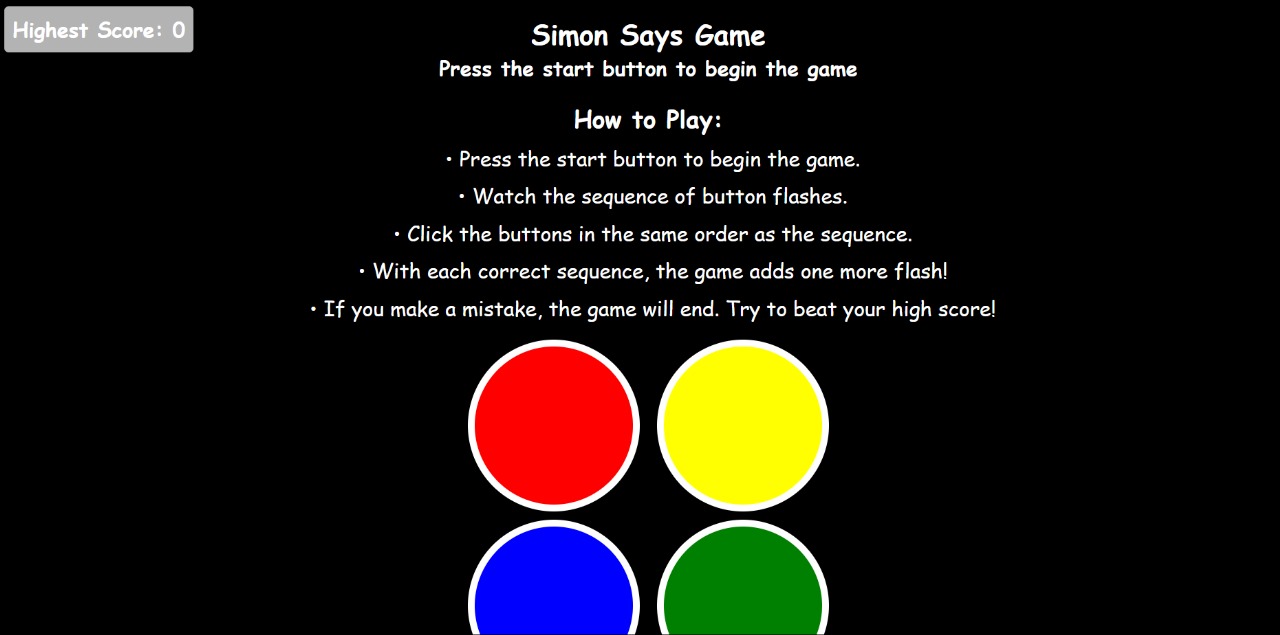 Highest Score: 0
Simon Says Game
Press the start button to begin the game
How to Play:
• Press the start button to begin the game.
• Watch the sequence of button flashes.
• Click the buttons in the same order as the sequence.
• With each correct sequence, the game adds one more flash!
• If you make a mistake, the game will end. Try to beat your high score!